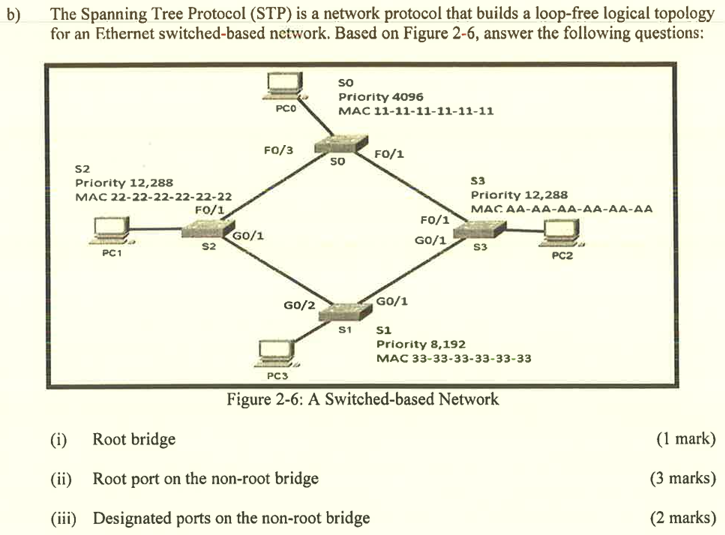 b) The Spanning Tree Protocol (STP) is a network protocol that builds a loop-free logical topology
for an Ethernet switched-based network. Based on Figure 2-6, answer the following questions:
S0
Priority 4096
MAC 11-11-11-11-11-11
PC0
F0/3
S0
F0/1
S2
Priority 12,288
MAC 22-22-22-22-22-22
F0/1
S3
Priority 12,288
MAC AA-AA-AA-AA-AA-AA
F0/1
G0/1
S2
PC1
G0/1
S3
PC2
G0/2
G0/1
S1
S1
Priority 8,192
MAC 33-33-33-33-33-33
PC3
Figure 2-6: A Switched-based Network
(i) Root bridge (1 mark)
(ii) Root port on the non-root bridge (3 marks)
(iii) Designated ports on the non-root bridge (2 marks)